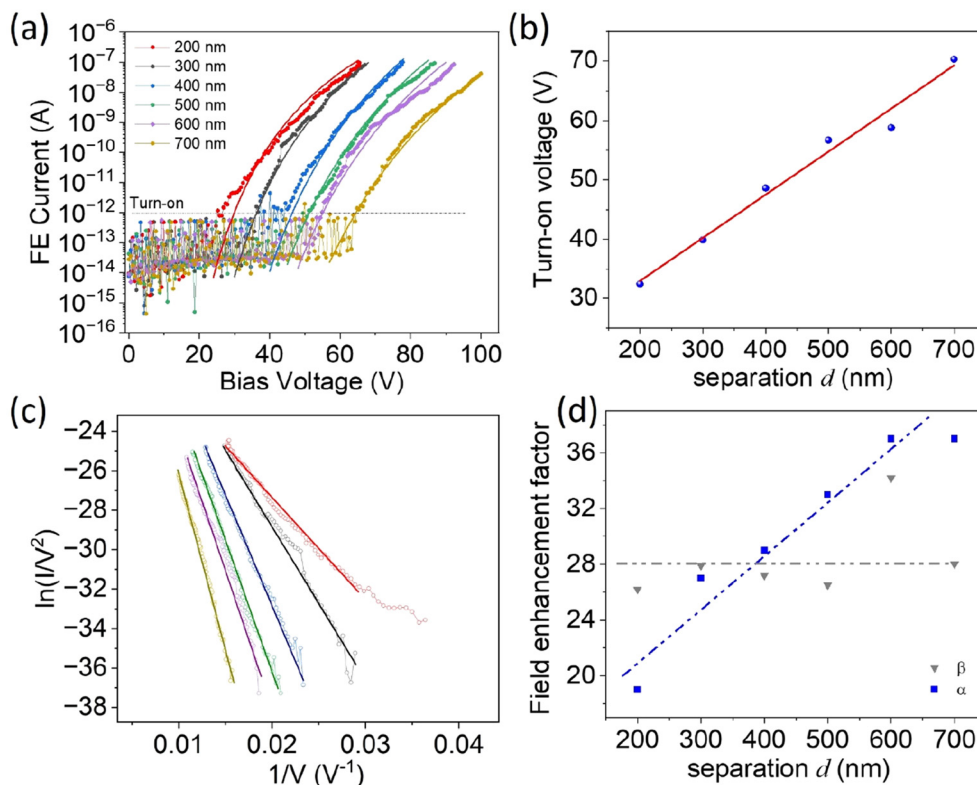 (a)
FE Current (A)
10⁻⁶
10⁻⁷
10⁻⁸
10⁻⁹
10⁻¹⁰
10⁻¹¹
10⁻¹²
10⁻¹³
10⁻¹⁴
10⁻¹⁵
10⁻¹⁶
200 nm
300 nm
400 nm
500 nm
600 nm
700 nm
Turn-on
0 20 40 60 80 100
Bias Voltage (V)
(b)
Turn-on voltage (V)
70
60
50
40
30
200 300 400 500 600 700
separation d (nm)
(c)
ln(I/V²)
−24
−26
−28
−30
−32
−34
−36
−38
0.01 0.02 0.03 0.04
1/V (V⁻¹)
(d)
Field enhancement factor
36
32
28
24
20
β
α
200 300 400 500 600 700
separation d (nm)